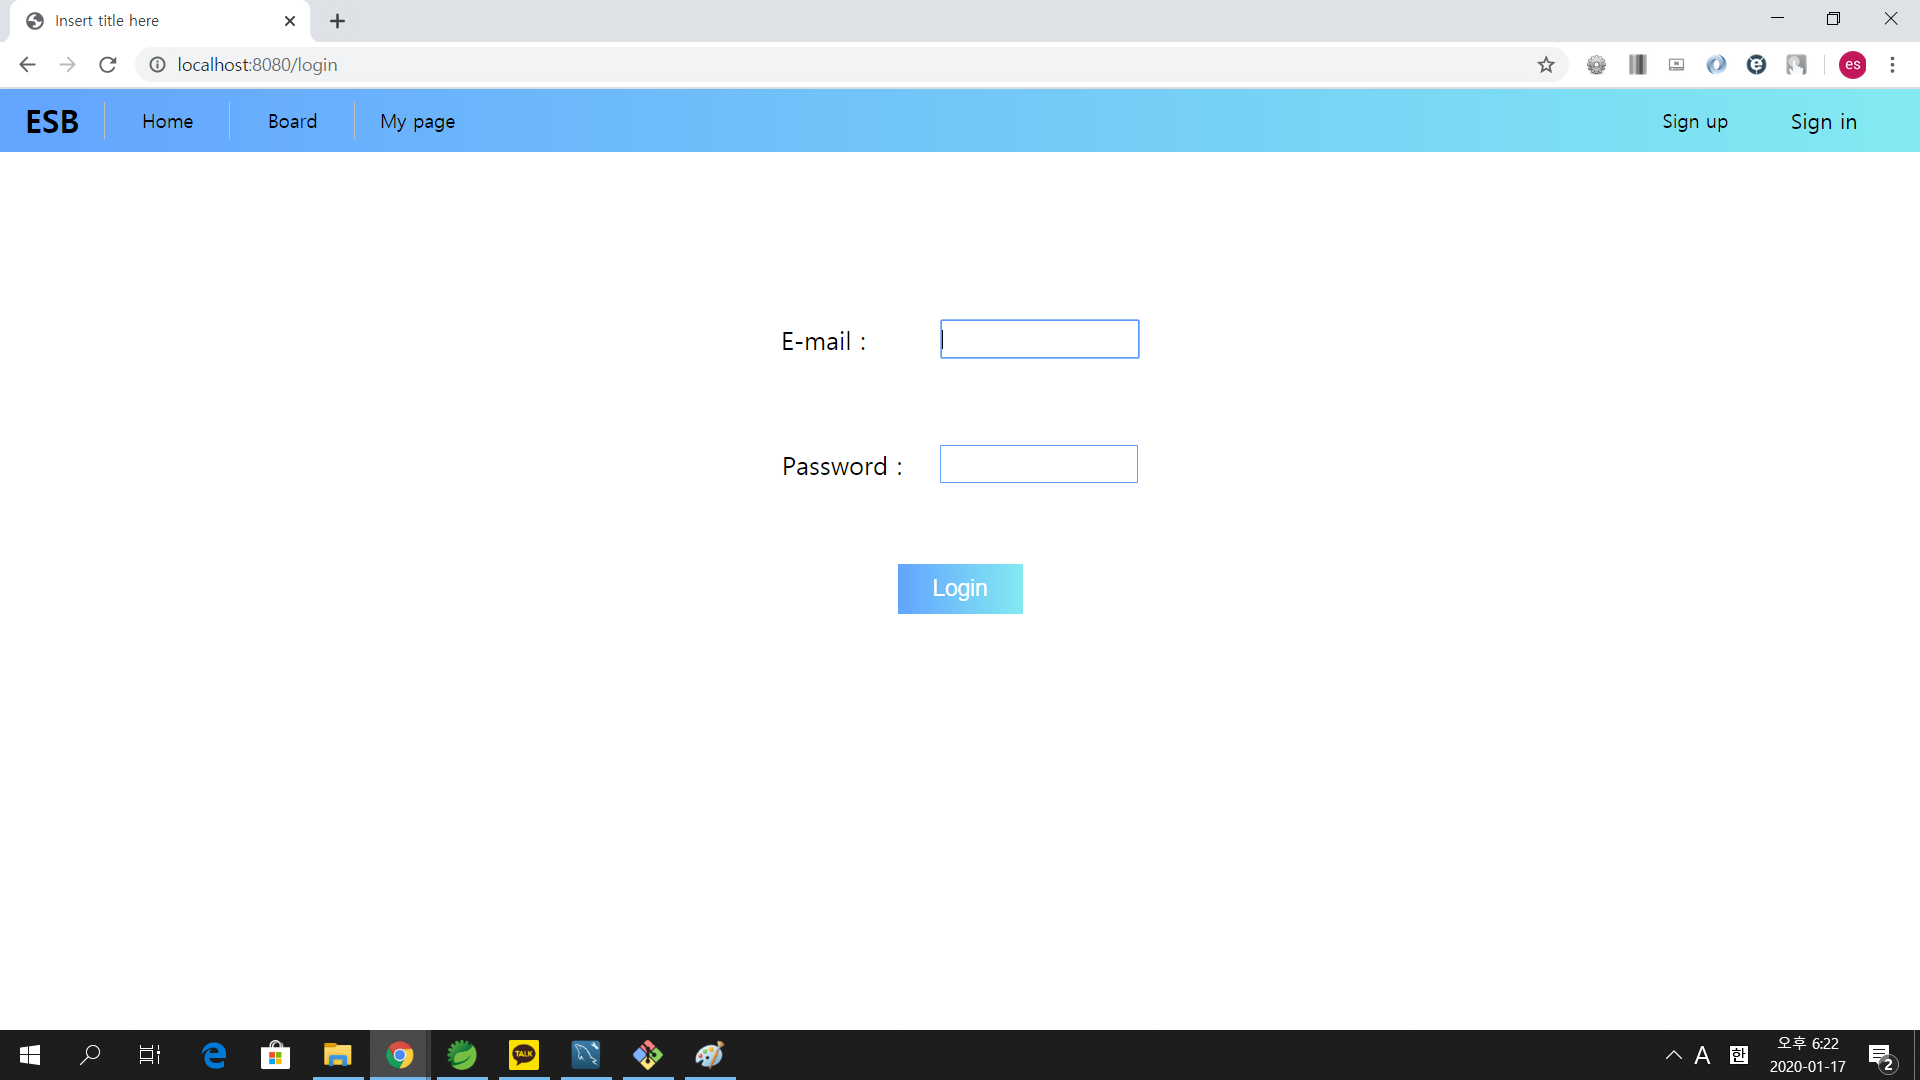 Insert title here
localhost:8080/login
es
ESB
Home
Board
My page
Sign up
Sign in
E-mail :
Password :
Login
TALK
A
한
오후 6:22
2020-01-17
2